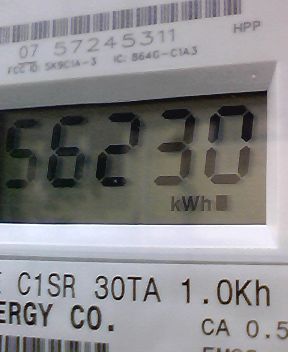 07 57245311
HPP
FCC ID: SK9C1A-3 IC: 864G-C1A3
56230
kWh
C1SR 30TA 1.0Kh
ERGY CO.
CA 0.5